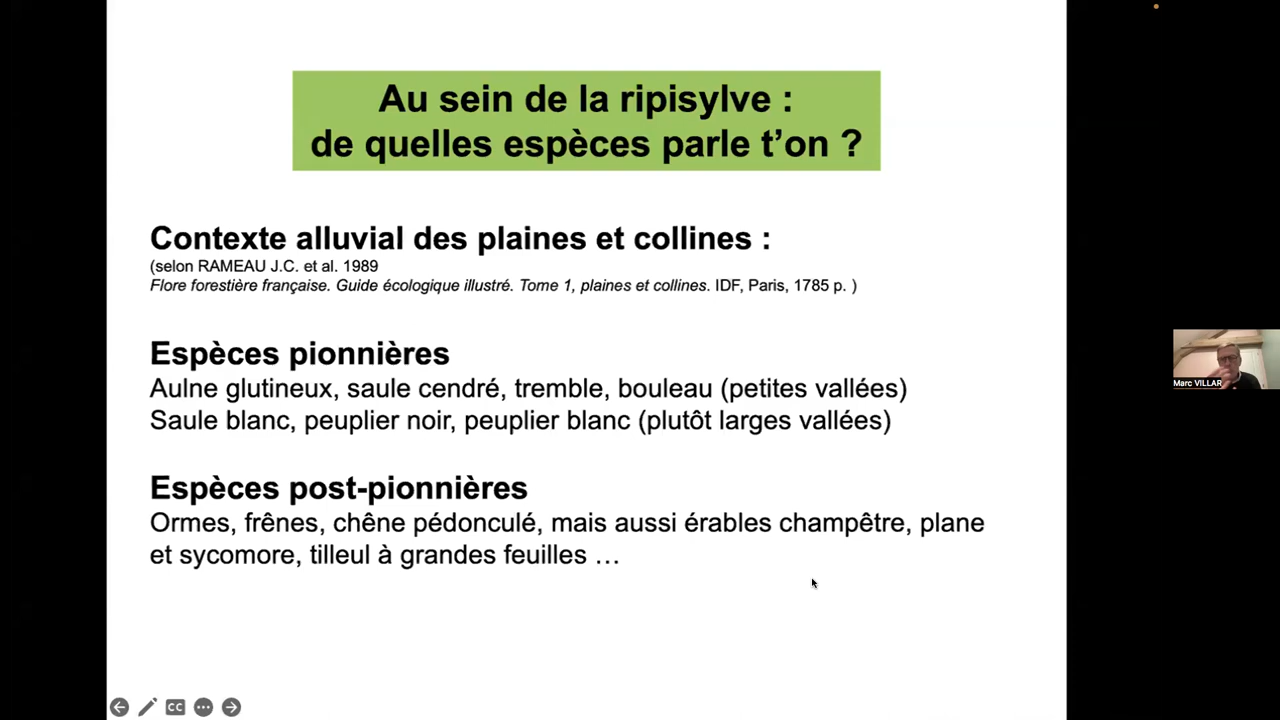 Au sein de la ripisylve :
de quelles espèces parle t’on ?
Contexte alluvial des plaines et collines :
(selon RAMEAU J.C. et al. 1989
Flore forestière française. Guide écologique illustré. Tome 1, plaines et collines. IDF, Paris, 1785 p. )
Espèces pionnières
Aulne glutineux, saule cendré, tremble, bouleau (petites vallées)
Saule blanc, peuplier noir, peuplier blanc (plutôt larges vallées)
Espèces post-pionnières
Ormes, frênes, chêne pédonculé, mais aussi érables champêtre, plane
et sycomore, tilleul à grandes feuilles …
Marc VILLAR
CC